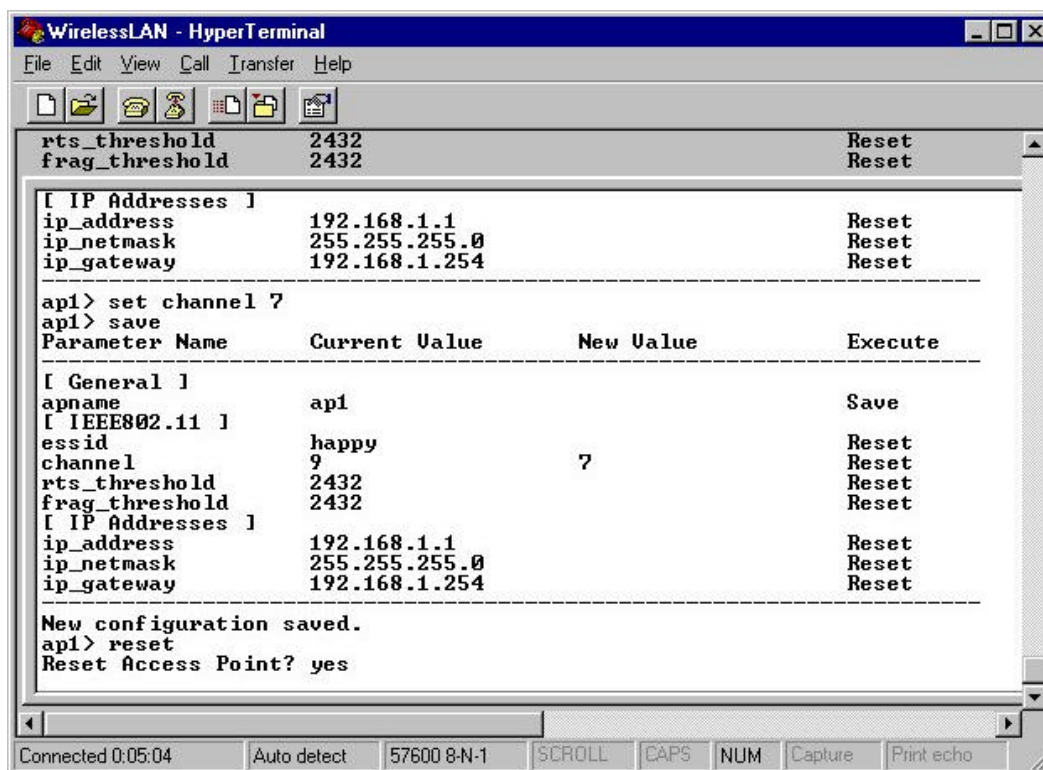 WirelessLAN - HyperTerminal
File Edit View Call Transfer Help
rts_threshold 2432 Reset
frag_threshold 2432 Reset
[ IP Addresses ]
ip_address 192.168.1.1 Reset
ip_netmask 255.255.255.0 Reset
ip_gateway 192.168.1.254 Reset
ap1> set channel 7
ap1> save
Parameter Name Current Value New Value Execute
[ General ]
apname ap1 Save
[ IEEE802.11 ]
essid happy Reset
channel 9 7 Reset
rts_threshold 2432 Reset
frag_threshold 2432 Reset
[ IP Addresses ]
ip_address 192.168.1.1 Reset
ip_netmask 255.255.255.0 Reset
ip_gateway 192.168.1.254 Reset
New configuration saved.
ap1> reset
Reset Access Point? yes
Connected 0:05:04 Auto detect 57600 8-N-1 SCROLL CAPS NUM Capture Print echo